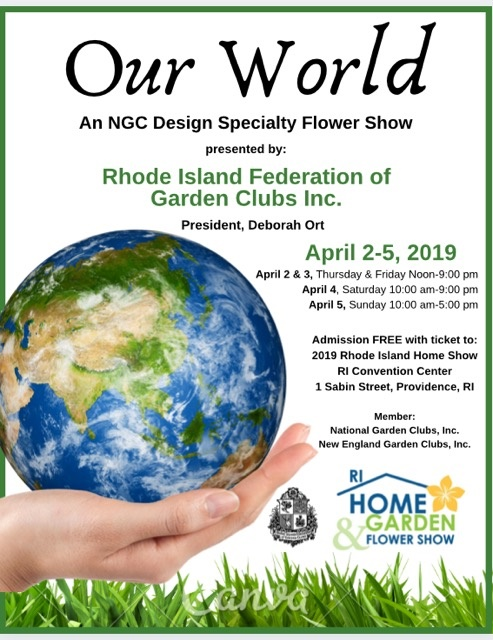 Our World
An NGC Design Specialty Flower Show
presented by:
Rhode Island Federation of
Garden Clubs Inc.
President, Deborah Ort
April 2-5, 2019
April 2 & 3, Thursday & Friday Noon-9:00 pm
April 4, Saturday 10:00 am-9:00 pm
April 5, Sunday 10:00 am-5:00 pm
Admission FREE with ticket to:
2019 Rhode Island Home Show
RI Convention Center
1 Sabin Street, Providence, RI
Member:
National Garden Clubs, Inc.
New England Garden Clubs, Inc.
RI
HOME
& GARDEN
FLOWER SHOW
Canva